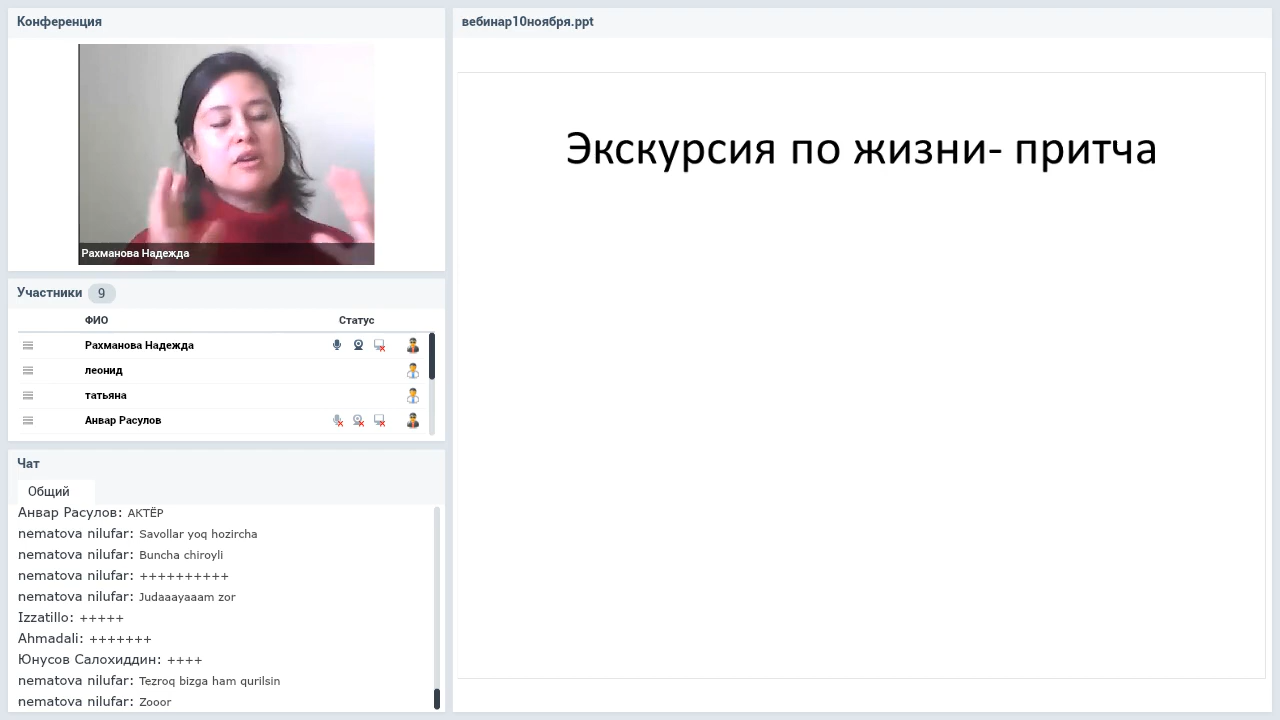 Конференция
Рахманова Надежда
Участники 9
ФИО Статус
Рахманова Надежда
леонид
татьяна
Анвар Расулов
Чат
Общий
Анвар Расулов: АКТЁР
nematova nilufar: Savollar yoq hozircha
nematova nilufar: Buncha chiroyli
nematova nilufar: ++++++++++
nematova nilufar: Judaaayaaam zor
Izzatillo: +++++
Ahmadali: +++++++
Юнусов Салохиддин: ++++
nematova nilufar: Tezroq bizga ham qurilsin
nematova nilufar: Zooor
вебинар10ноября.ppt
Экскурсия по жизни- притча